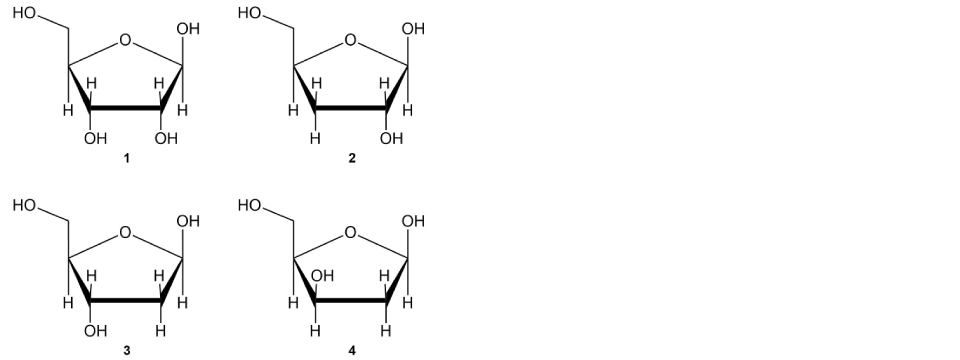 HO OH HO OH
O O
H H H H
H H H H
OH OH H OH
1 2
HO OH HO OH
O O
H H OH H
H H H H
OH H H H
3 4